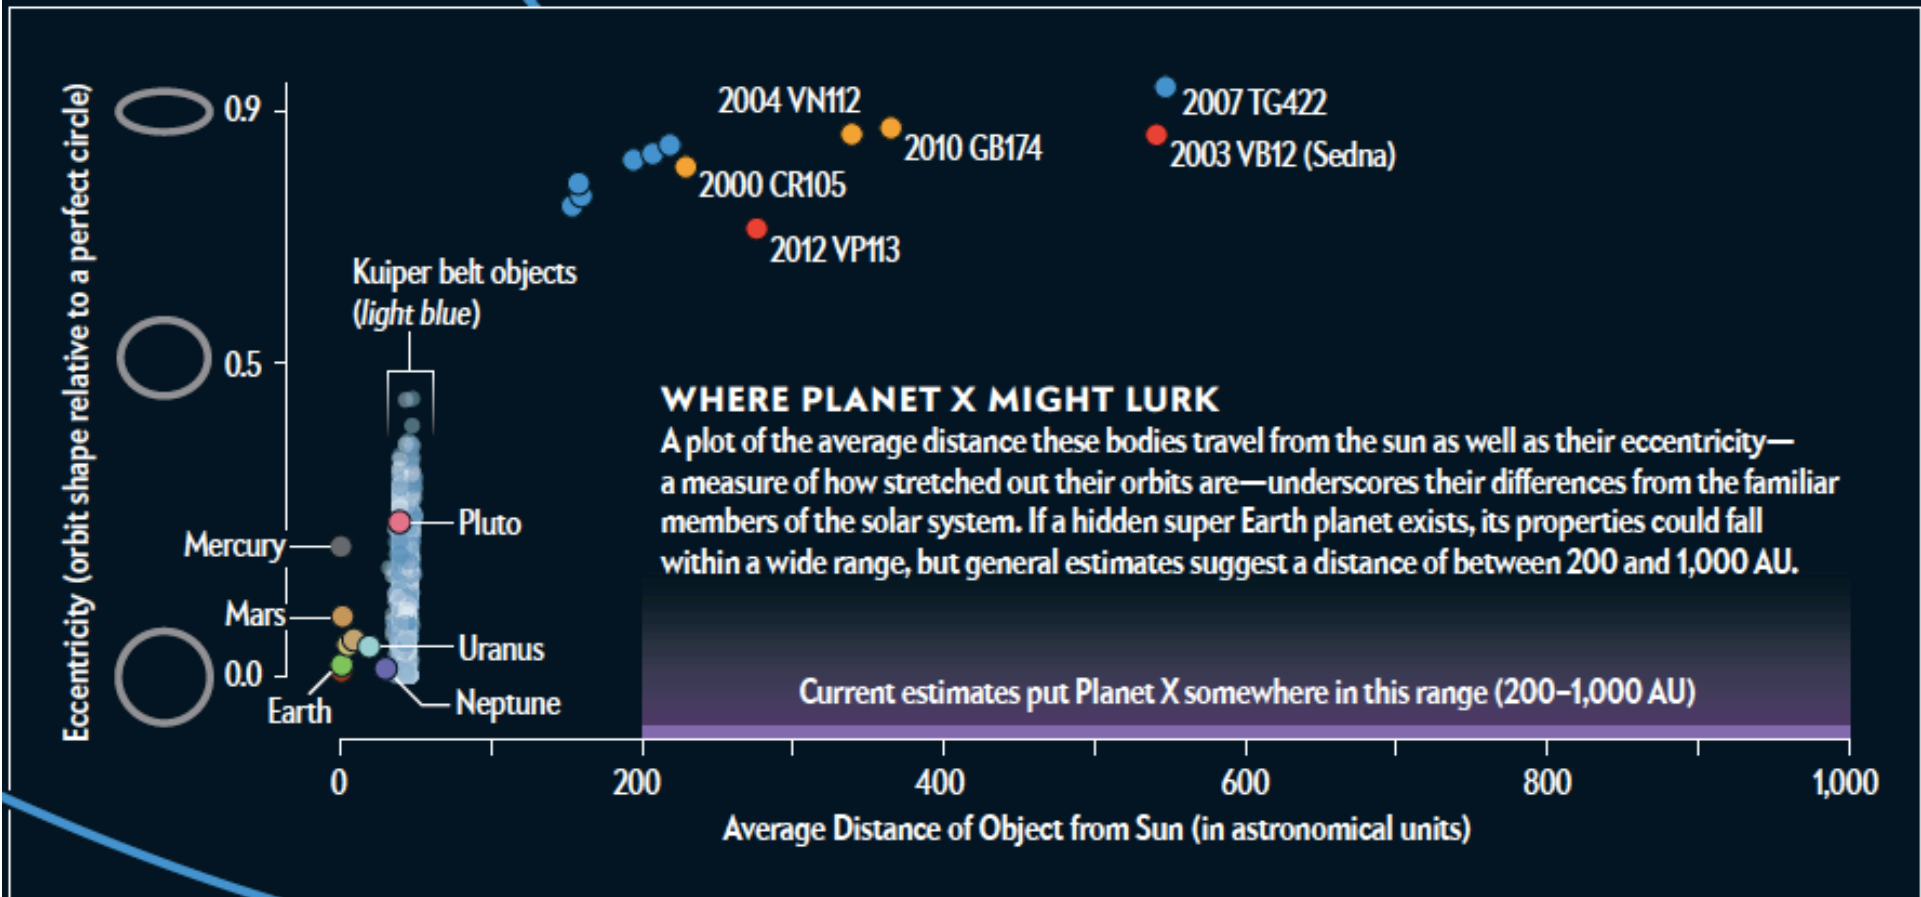 Eccentricity (orbit shape relative to a perfect circle)
0.9
0.5
0.0
2004 VN112
2010 GB174
2000 CR105
2012 VP113
2007 TG422
2003 VB12 (Sedna)
Kuiper belt objects
(light blue)
Pluto
Mercury
Mars
Uranus
Earth
Neptune
WHERE PLANET X MIGHT LURK
A plot of the average distance these bodies travel from the sun as well as their eccentricity—
a measure of how stretched out their orbits are—underscores their differences from the familiar
members of the solar system. If a hidden super Earth planet exists, its properties could fall
within a wide range, but general estimates suggest a distance of between 200 and 1,000 AU.
Current estimates put Planet X somewhere in this range (200–1,000 AU)
0 200 400 600 800 1,000
Average Distance of Object from Sun (in astronomical units)